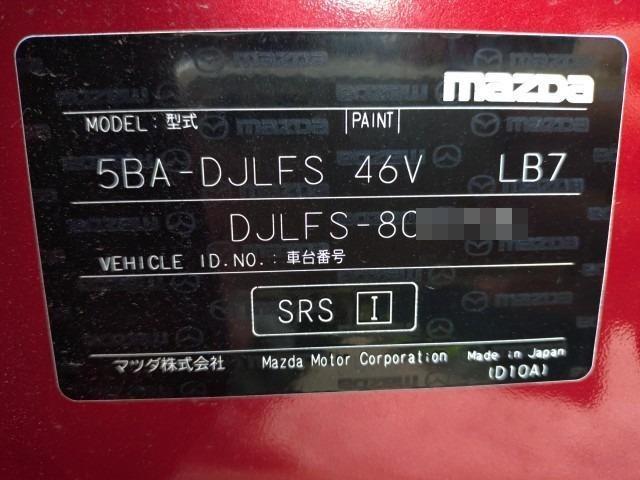 mazda
MODEL: 型式 |PAINT|
5BA-DJLFS 46V LB7
DJLFS-80
VEHICLE ID.NO.: 車台番号
SRS I
マツダ株式会社 Mazda Motor Corporation Made in Japan
(D10A)